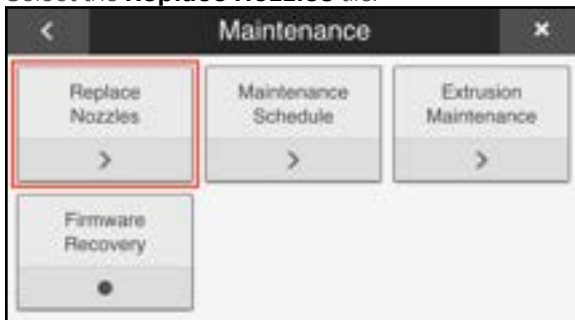 Select the Replace Nozzles tile.
Maintenance
Replace
Nozzles
Maintenance
Schedule
Extrusion
Maintenance
Firmware
Recovery